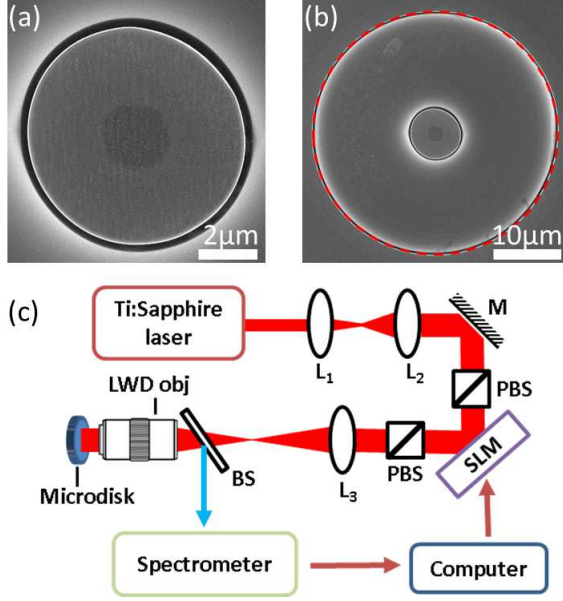 (a)
(b)
2μm
10μm
(c)
Ti:Sapphire
laser
M
L₁
L₂
PBS
LWD obj
Microdisk
BS
L₃
PBS
SLM
Spectrometer
Computer